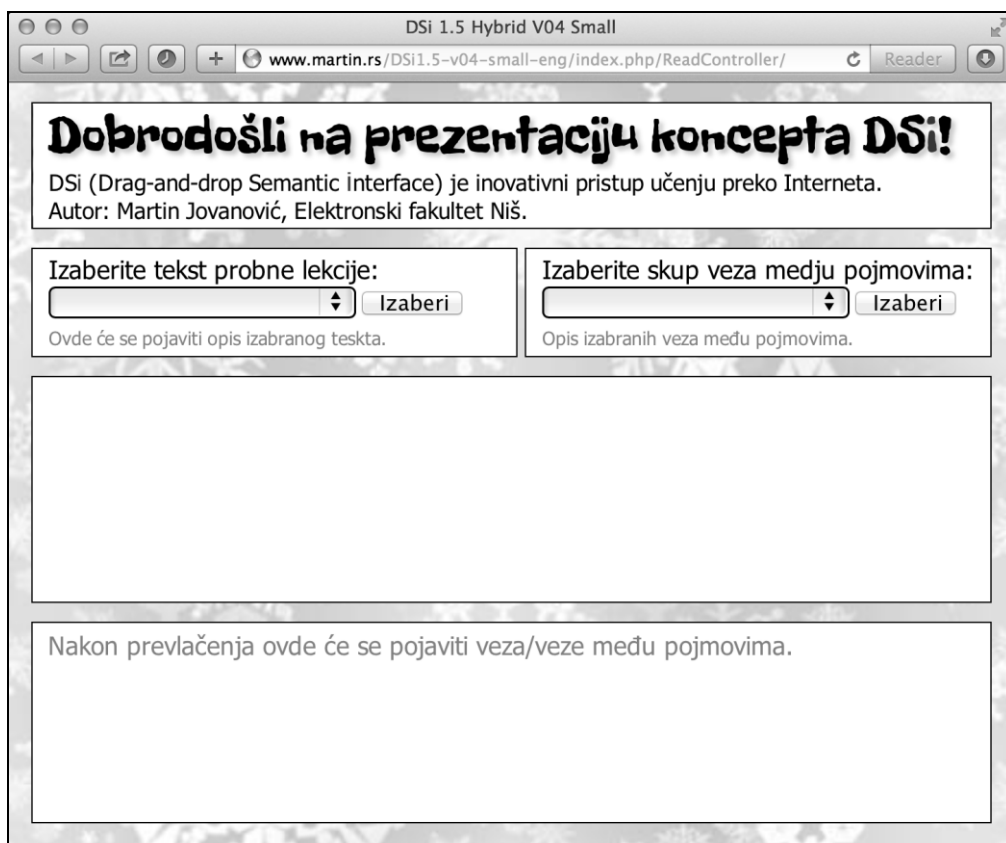 DSi 1.5 Hybrid V04 Small
www.martin.rs/DSi1.5-v04-small-eng/index.php/ReadController/
Reader
Dobrodošli na prezentaciju koncepta DSi!
DSi (Drag-and-drop Semantic interface) je inovativni pristup učenju preko Interneta.
Autor: Martin Jovanović, Elektronski fakultet Niš.
Izaberite tekst probne lekcije:
Izaberi
Ovde će se pojaviti opis izabranog teskta.
Izaberite skup veza medju pojmovima:
Izaberi
Opis izabranih veza među pojmovima.
Nakon prevlačenja ovde će se pojaviti veza/veze među pojmovima.